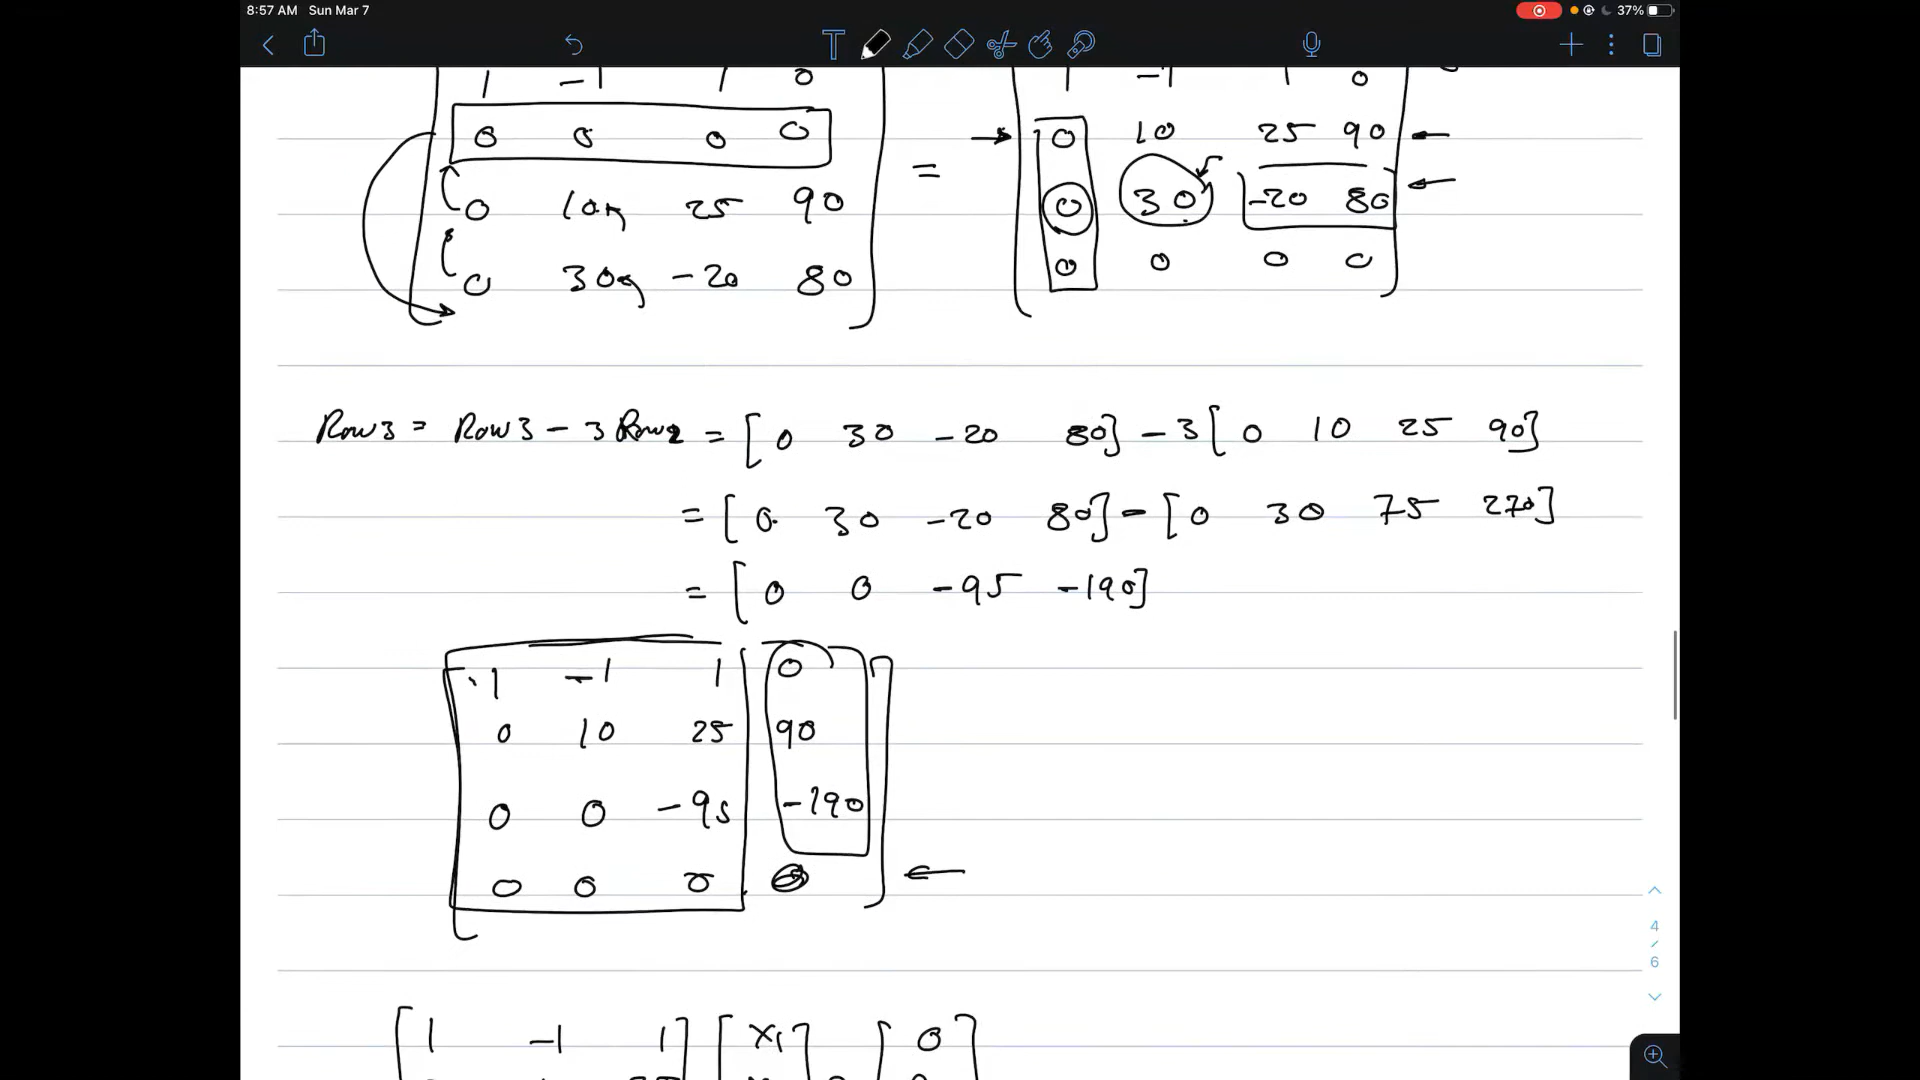 8:57 AM Sun Mar 7 37%
1 -1 1 0
0 0 0 0
0 10 25 90
0 30 -20 80
=
1 -1 1 0
0 10 25 90
0 30 -20 80
0 0 0 0
Row3 = Row3 - 3 Row2 = [0 30 -20 80] - 3[0 10 25 90]
= [0 30 -20 80] - [0 30 75 270]
= [0 0 -95 -190]
1 -1 1 0
0 10 25 90
0 0 -95 -190
0 0 0 0
4
/
6
[1 -1 1] [x1] [0]